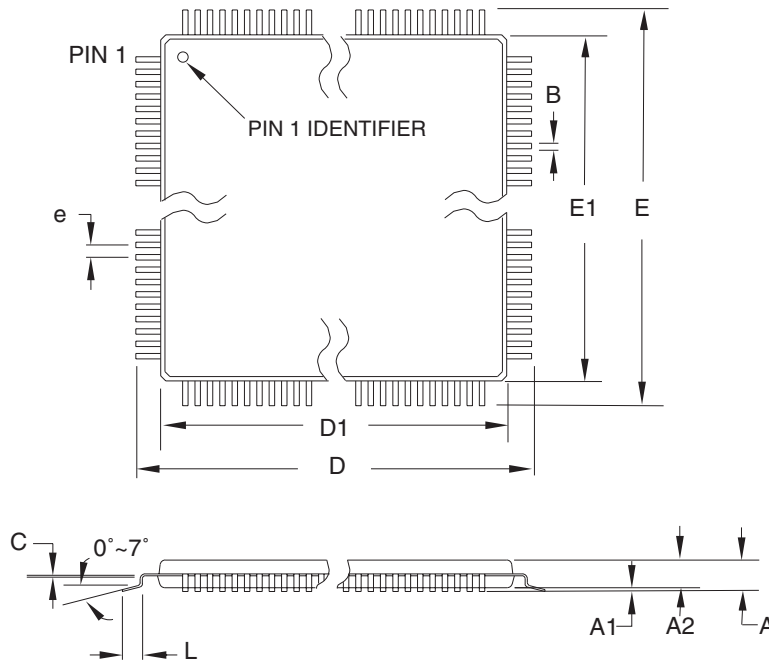 PIN 1
B
PIN 1 IDENTIFIER
e
E1
E
D1
D
C
0°~7°
L
A1
A2
A